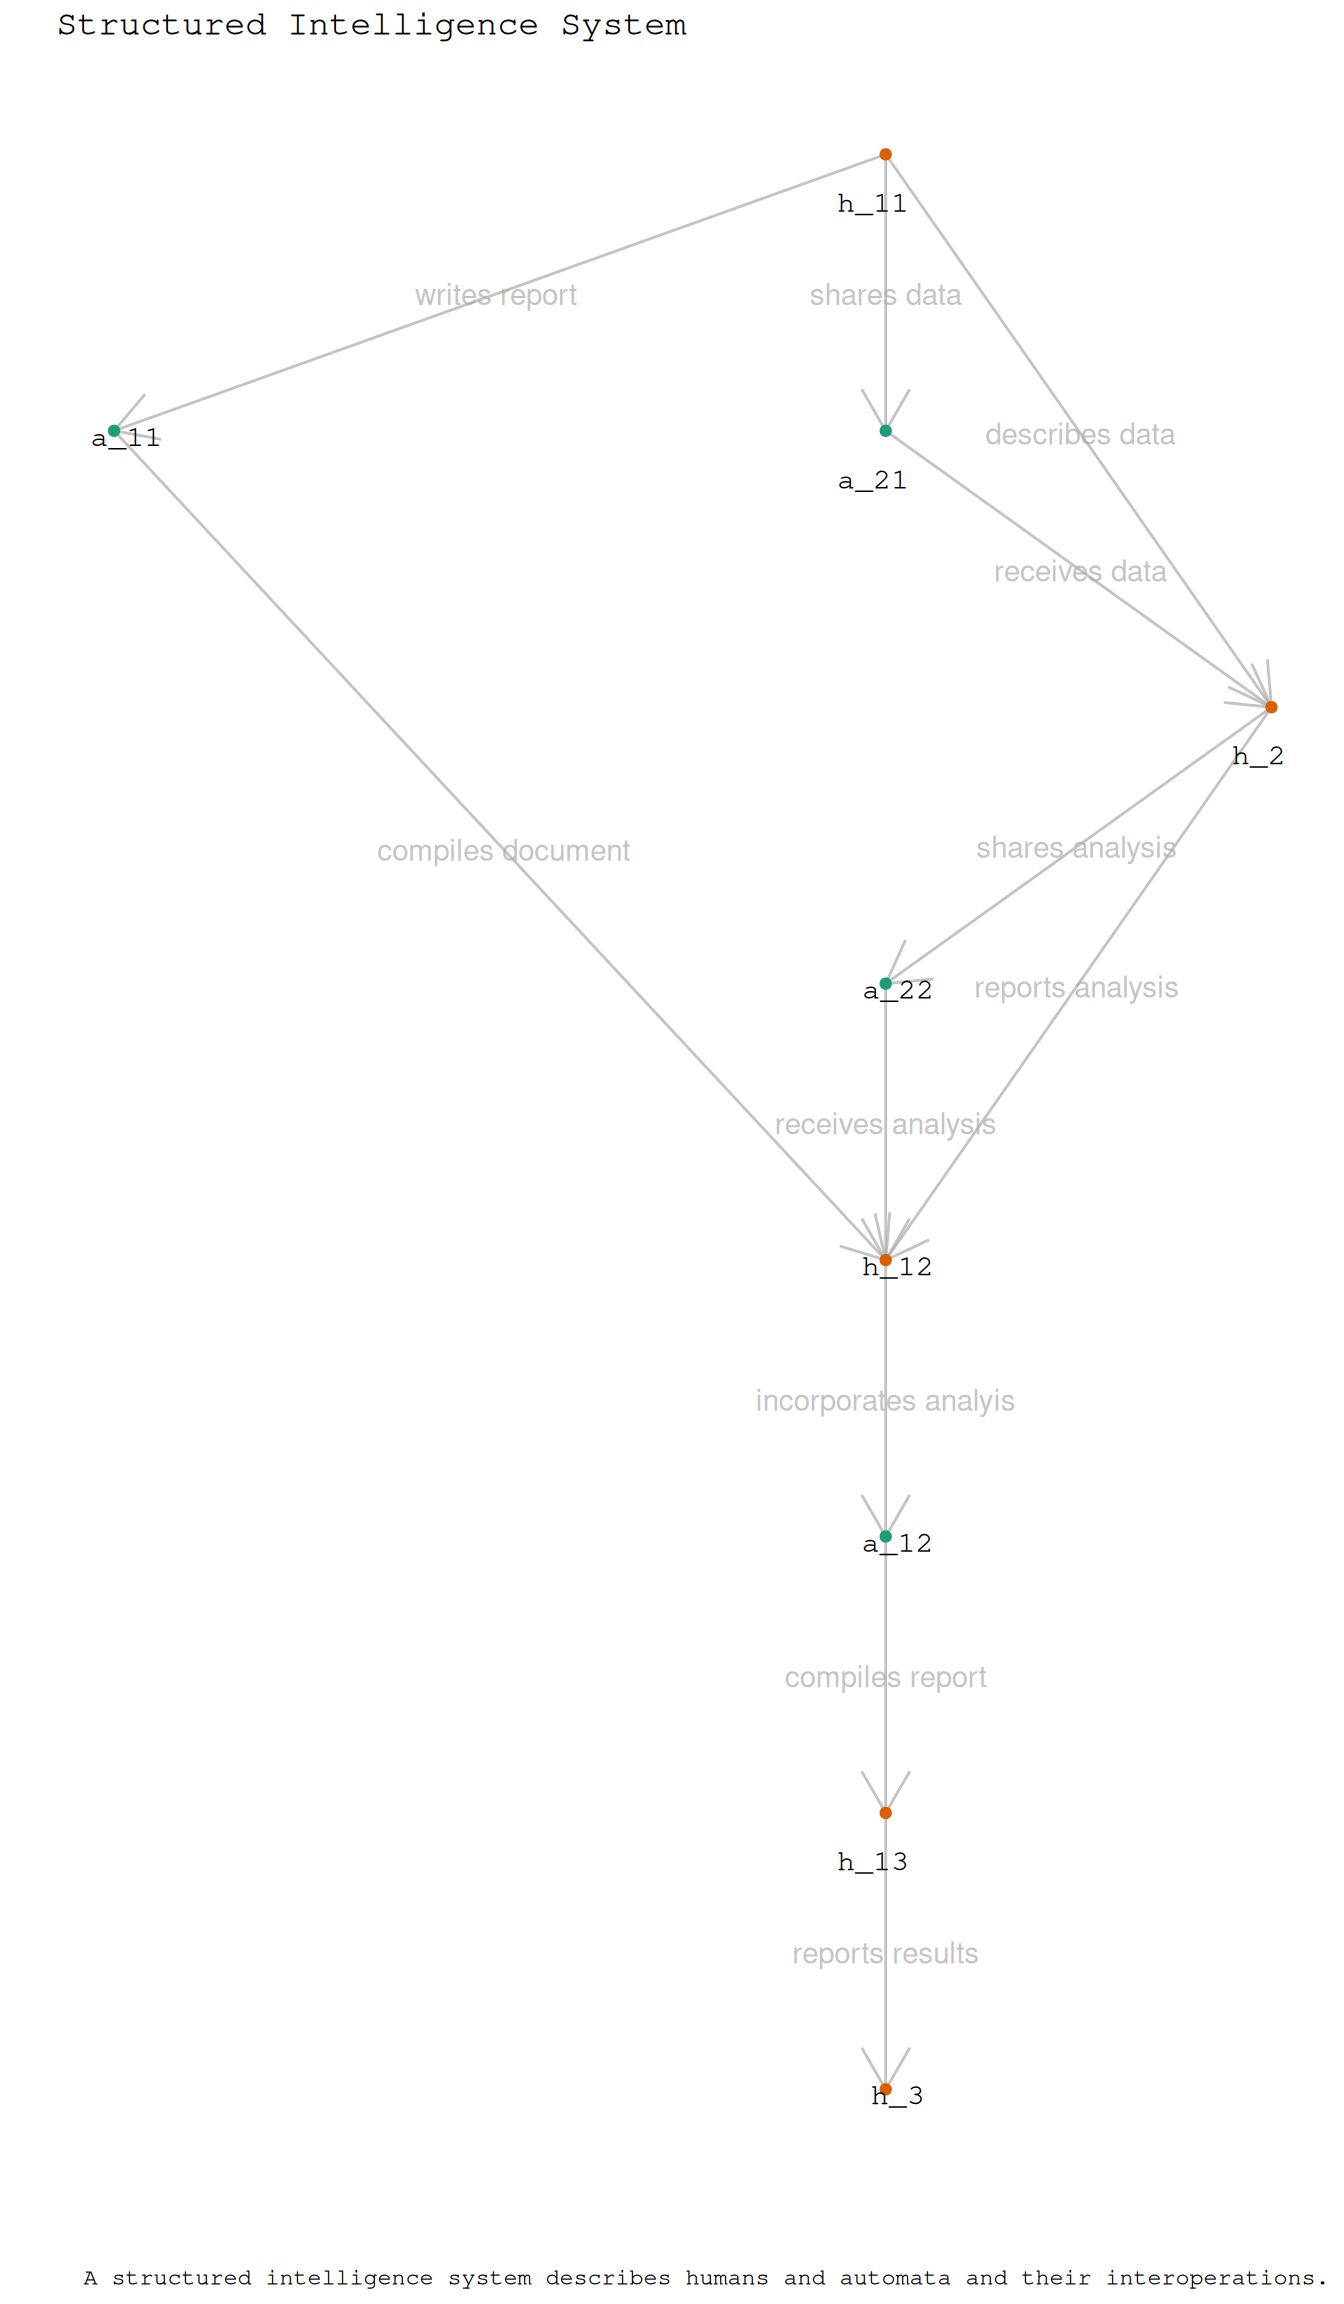 Structured Intelligence System
h_11
writes report
shares data
describes data
a_11
a_21
receives data
h_2
shares analysis
compiles document
reports analysis
a_22
receives analysis
h_12
incorporates analyis
a_12
compiles report
h_13
reports results
h_3
A structured intelligence system describes humans and automata and their interoperations.